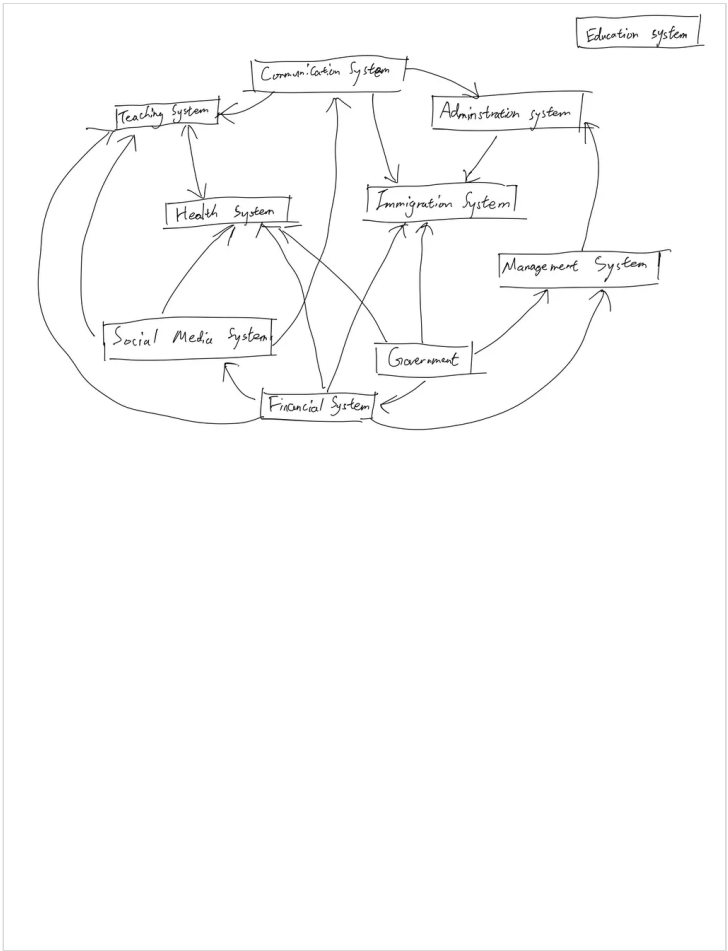 Education system
Communication System
Teaching System
Administration system
Health System
Immigration System
Management System
Social Media System
Government
Financial System